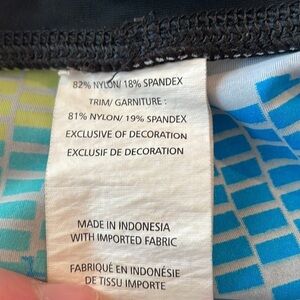 82% NYLON/ 18% SPANDEX
TRIM/ GARNITURE :
81% NYLON/ 19% SPANDEX
EXCLUSIVE OF DECORATION
EXCLUSIF DE DECORATION
MADE IN INDONESIA
WITH IMPORTED FABRIC
FABRIQUÉ EN INDONÉSIE
DE TISSU IMPORTE